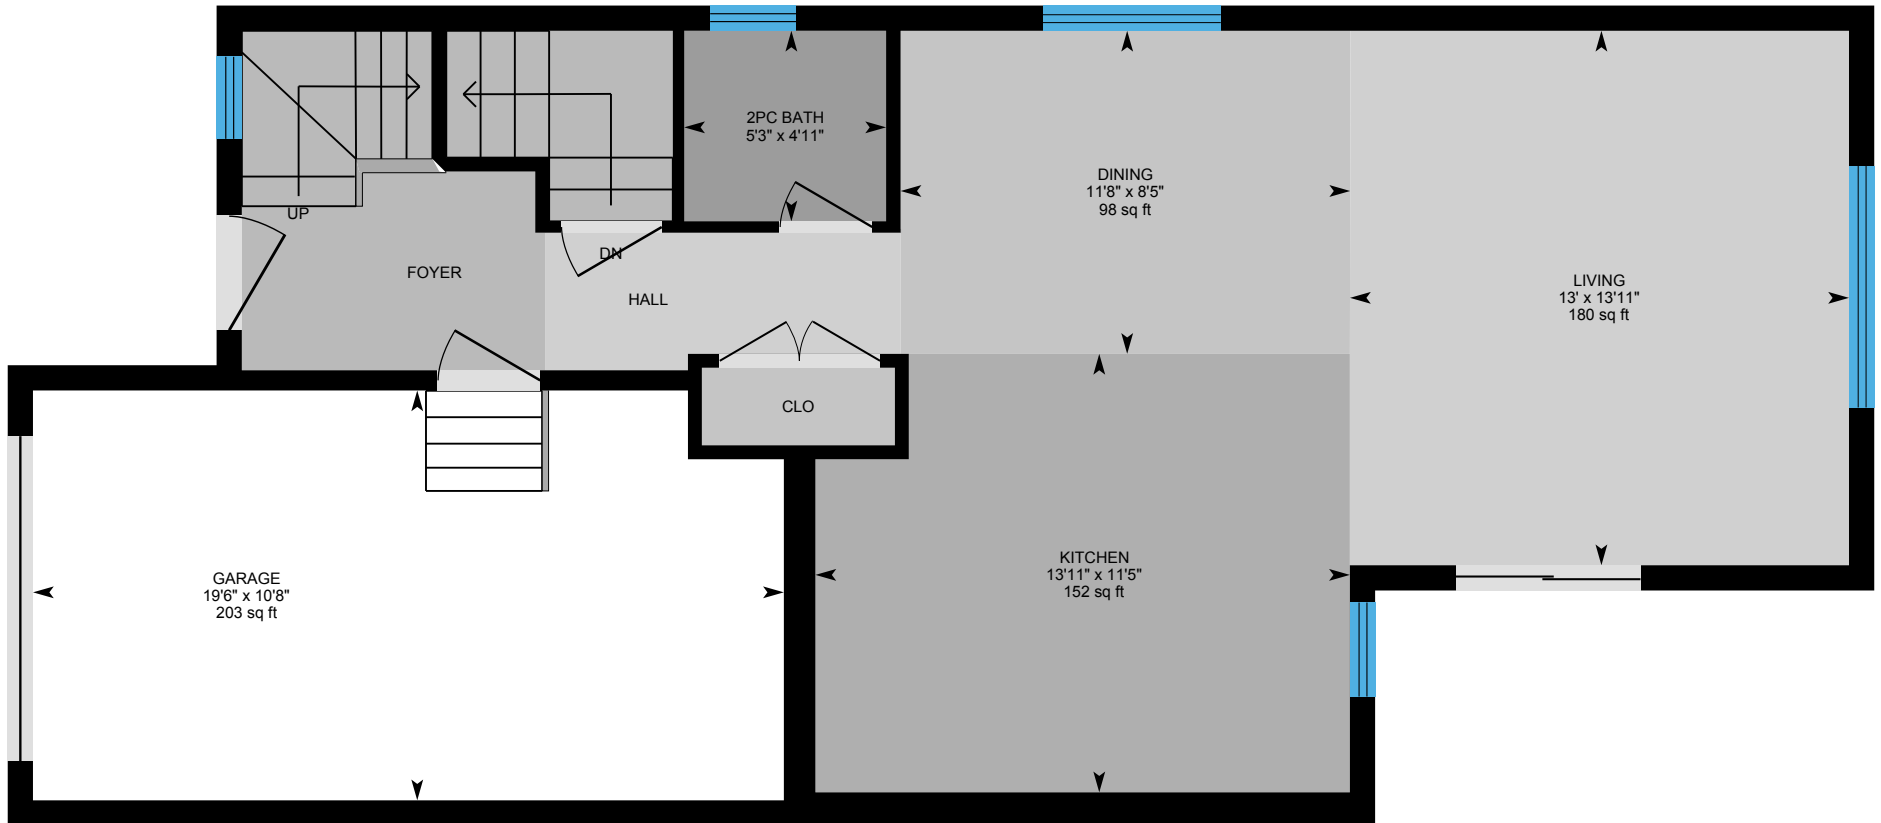 2PC BATH
5'3" x 4'11"
DINING
11'8" x 8'5"
98 sq ft
UP
FOYER
DN
HALL
LIVING
13' x 13'11"
180 sq ft
CLO
KITCHEN
13'11" x 11'5"
152 sq ft
GARAGE
19'6" x 10'8"
203 sq ft